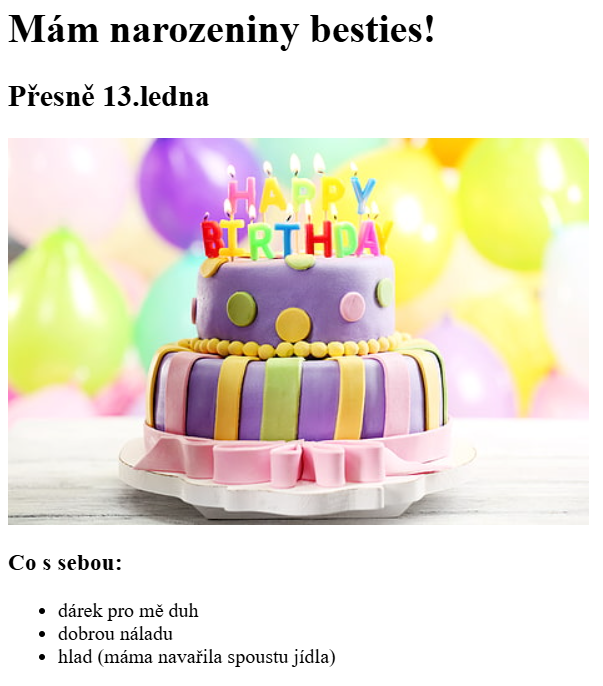 Mám narozeniny besties!
Přesně 13.ledna
HAPPY
BIRTHDAY
Co s sebou:
dárek pro mě duh
dobrou náladu
hlad (máma navařila spoustu jídla)